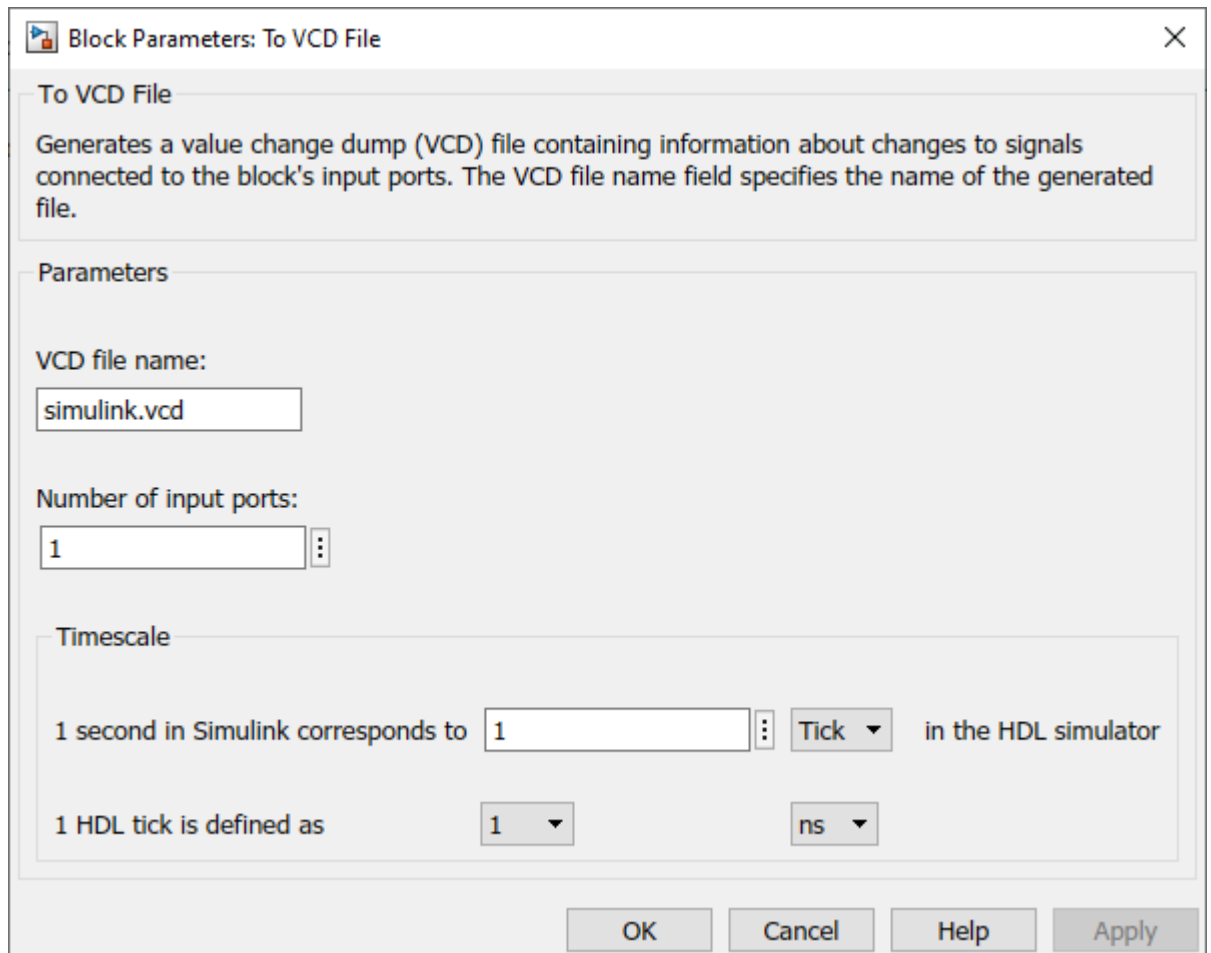 Block Parameters: To VCD File
To VCD File
Generates a value change dump (VCD) file containing information about changes to signals
connected to the block's input ports. The VCD file name field specifies the name of the generated
file.
Parameters
VCD file name:
simulink.vcd
Number of input ports:
1
Timescale
1 second in Simulink corresponds to 1 Tick in the HDL simulator
1 HDL tick is defined as 1 ns
OK Cancel Help Apply